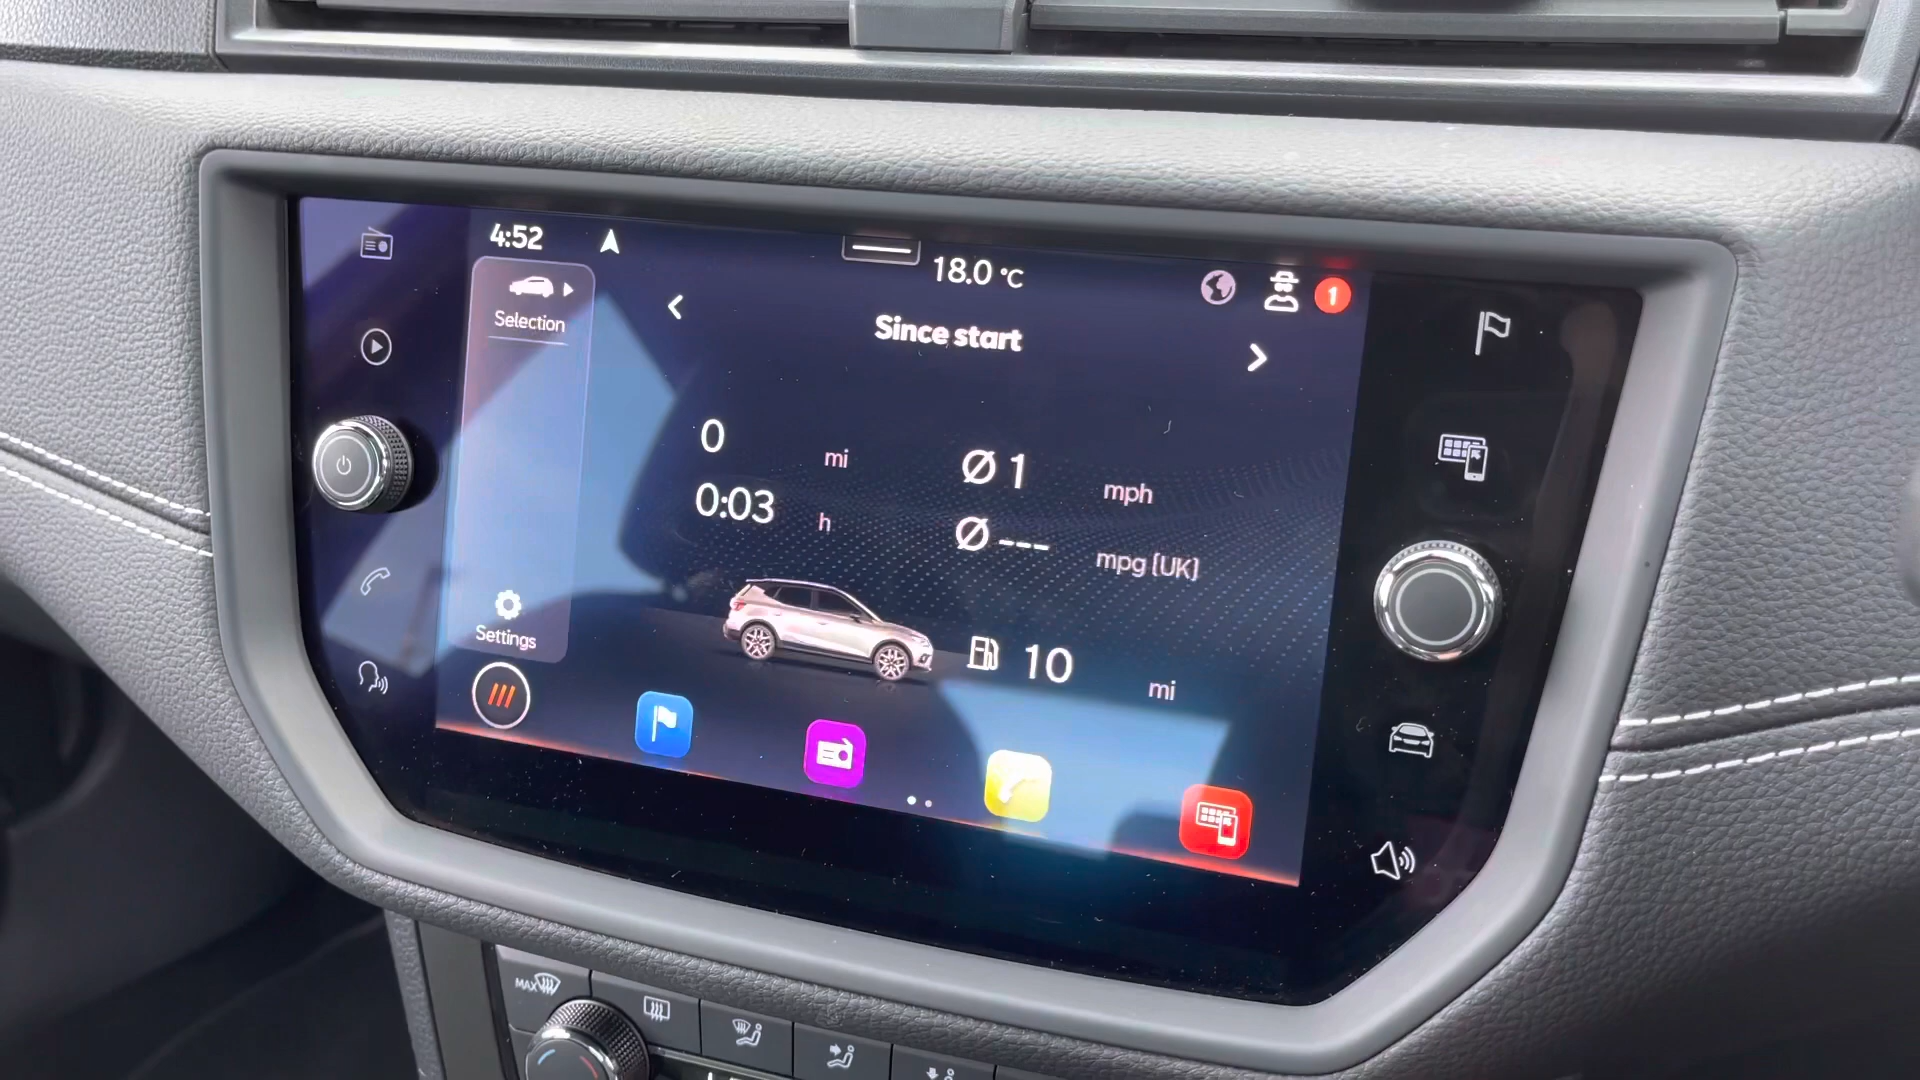 4:52
18.0 °C
1
Selection
Since start
0 mi
Ø 1 mph
0:03 h
Ø --- mpg [UK]
Settings
10 mi
MAX